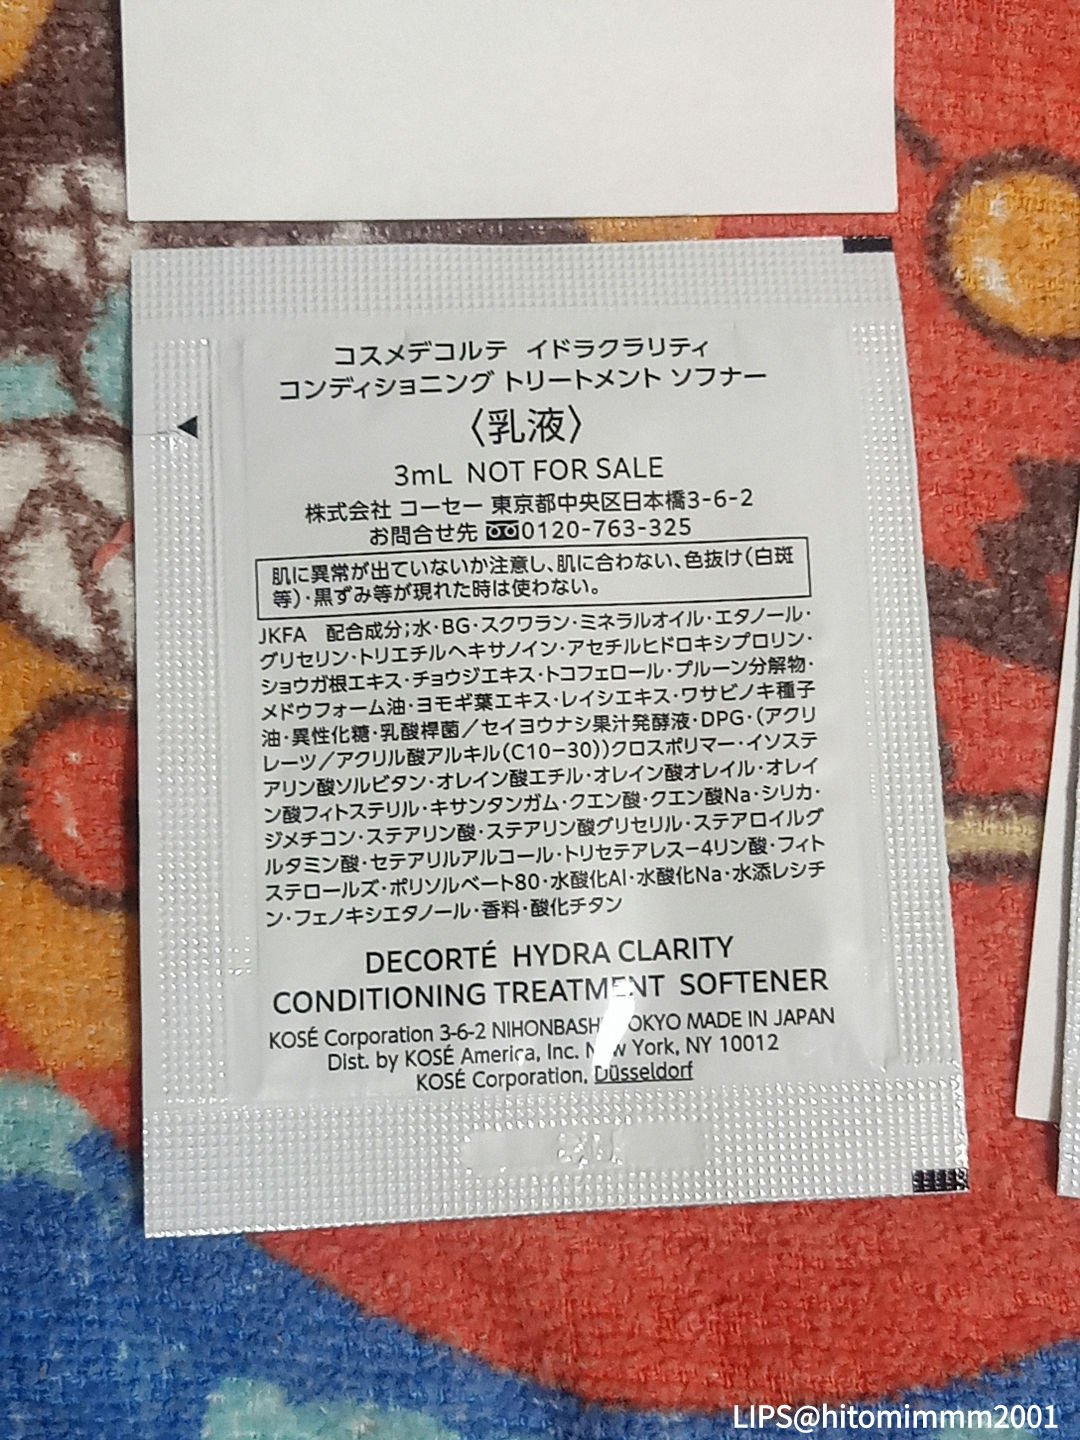 コスメデコルテ イドラクラリティ
コンディショニング トリートメント ソフナー
〈乳液〉
3mL NOT FOR SALE
株式会社 コーセー 東京都中央区日本橋3-6-2
お問合せ先 0120-763-325
肌に異常が出ていないか注意し、肌に合わない、色抜け(白斑
等)・黒ずみ等が現れた時は使わない。
JKFA 配合成分;水・BG・スクワラン・ミネラルオイル・エタノール・
グリセリン・トリエチルヘキサノイン・アセチルヒドロキシプロリン・
ショウガ根エキス・チョウジエキス・トコフェロール・プルーン分解物・
メドウフォーム油・ヨモギ葉エキス・レイシエキス・ワサビノキ種子
油・異性化糖・乳酸桿菌/セイヨウナシ果汁発酵液・DPG・(アクリ
レーツ/アクリル酸アルキル(C10-30))クロスポリマー・イソステ
アリン酸ソルビタン・オレイン酸エチル・オレイン酸オレイル・オレイ
ン酸フィトステリル・キサンタンガム・クエン酸・クエン酸Na・シリカ・
ジメチコン・ステアリン酸・ステアリン酸グリセリル・ステアロイルグ
ルタミン酸・セテアリルアルコール・トリセテアレス-4リン酸・フィト
ステロールズ・ポリソルベート80・水酸化Al・水酸化Na・水添レシチ
ン・フェノキシエタノール・香料・酸化チタン
DECORTÉ HYDRA CLARITY
CONDITIONING TREATMENT SOFTENER
KOSÉ Corporation 3-6-2 NIHONBASHI TOKYO MADE IN JAPAN
Dist. by KOSÉ America, Inc. New York, NY 10012
KOSÉ Corporation, Düsseldorf
LIPS@hitomimmm2001